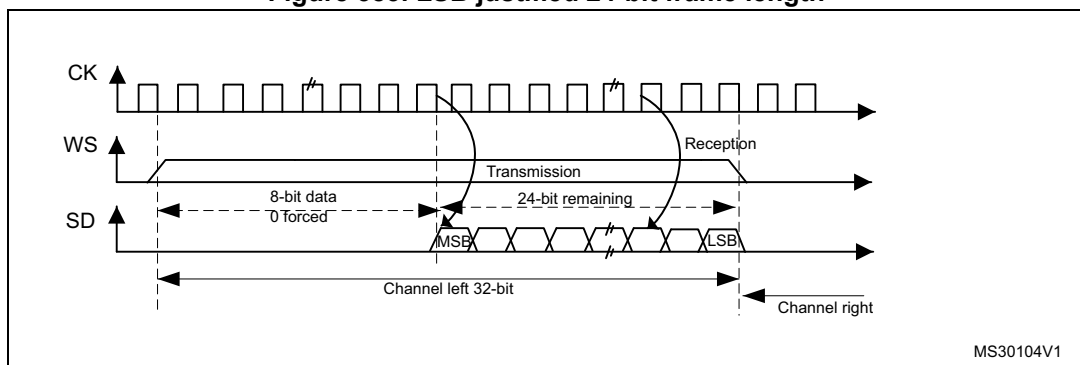 CK
WS
Reception
Transmission
8-bit data
0 forced
24-bit remaining
SD
MSB
LSB
Channel left 32-bit
Channel right
MS30104V1